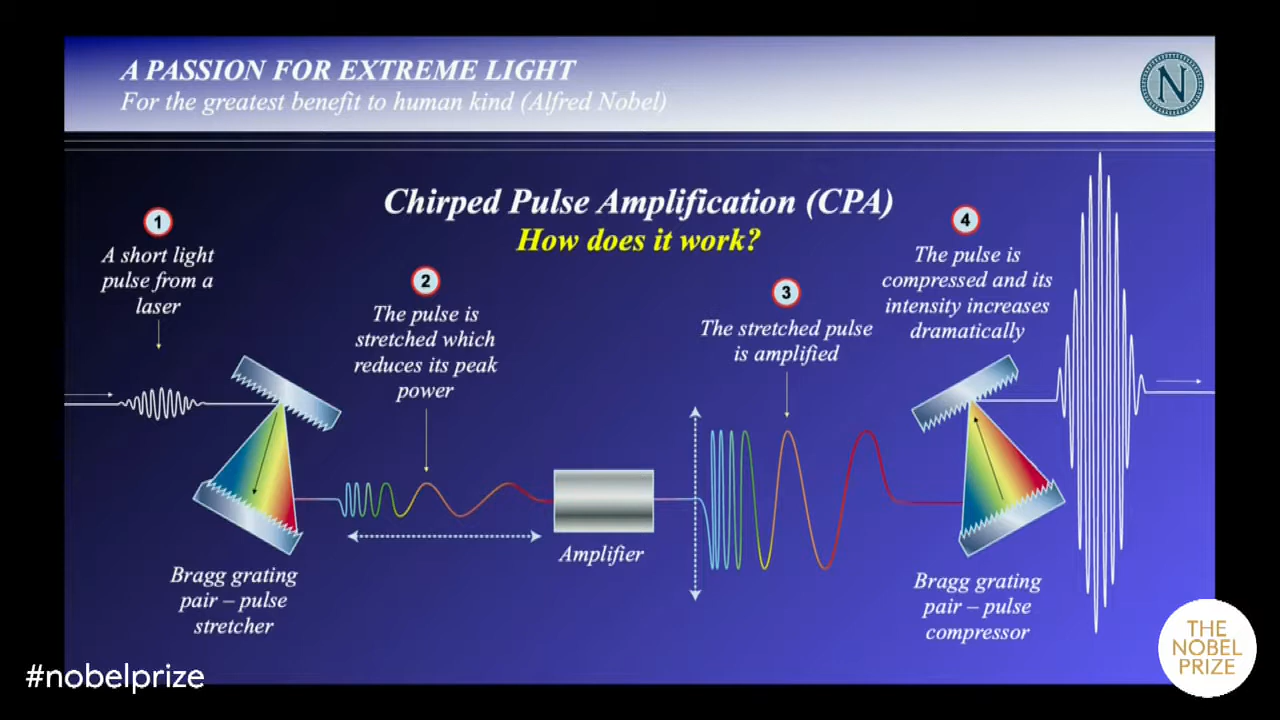 A PASSION FOR EXTREME LIGHT
For the greatest benefit to human kind (Alfred Nobel)
N
Chirped Pulse Amplification (CPA)
How does it work?
1
A short light
pulse from a
laser
2
The pulse is
stretched which
reduces its peak
power
3
The stretched pulse
is amplified
4
The pulse is
compressed and its
intensity increases
dramatically
Amplifier
Bragg grating
pair – pulse
stretcher
Bragg grating
pair – pulse
compressor
#nobelprize
THE
NOBEL
PRIZE